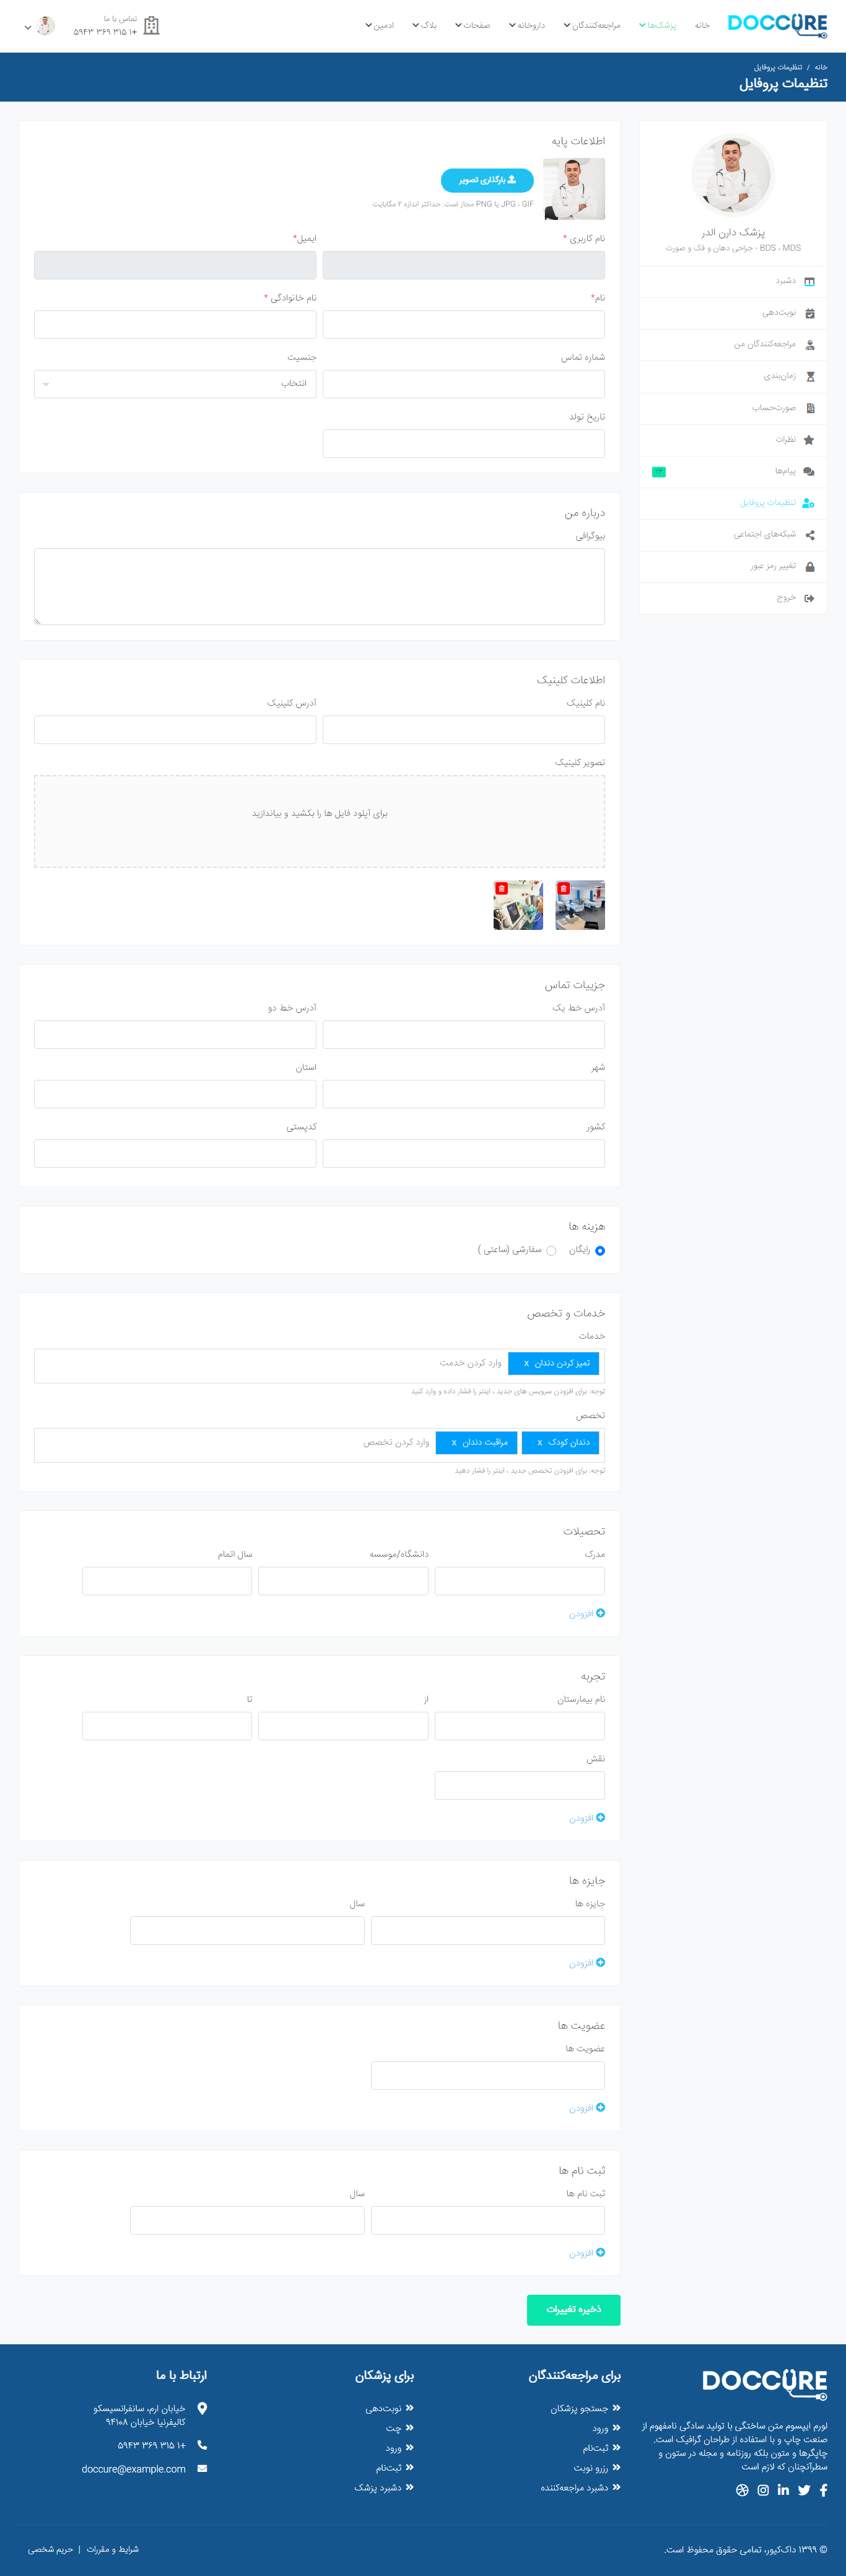 DOCCURE
خانه
پزشک‌ها
مراجعه‌کنندگان
داروخانه
صفحات
بلاگ
ادمین
تماس با ما
+۱ ۳۱۵ ۳۶۹ ۵۹۴۳
خانه / تنظیمات پروفایل
تنظیمات پروفایل
پزشک دارن الدر
BDS ، MDS - جراحی دهان و فک و صورت
دشبرد
نوبت‌دهی
مراجعه‌کنندگان من
زمان‌بندی
صورت‌حساب
نظرات
پیام‌ها ۲۳
تنظیمات پروفایل
شبکه‌های اجتماعی
تغییر رمز عبور
خروج
اطلاعات پایه
بارگذاری تصویر
JPG ، GIF یا PNG مجاز است. حداکثر اندازه ۲ مگابایت
نام کاربری *
ایمیل*
نام*
نام خانوادگی *
شماره تماس
جنسیت
انتخاب
تاریخ تولد
درباره من
بیوگرافی
اطلاعات کلینیک
نام کلینیک
آدرس کلینیک
تصویر کلینیک
برای آپلود فایل ها را بکشید و بیاندازید
جزییات تماس
آدرس خط یک
آدرس خط دو
شهر
استان
کشور
کدپستی
هزینه ها
رایگان
سفارشی (ساعتی )
خدمات و تخصص
خدمات
تمیز کردن دندان x
وارد کردن خدمت
توجه: برای افزودن سرویس های جدید ، اینتر را فشار داده و وارد کنید
تخصص
دندان کودک x
مراقبت دندان x
وارد کردن تخصص
توجه: برای افزودن تخصص جدید ، اینتر را فشار دهید
تحصیلات
مدرک
دانشگاه/موسسه
سال اتمام
افزودن
تجربه
نام بیمارستان
از
تا
نقش
افزودن
جایزه ها
جایزه ها
سال
افزودن
عضویت ها
عضویت ها
افزودن
ثبت نام ها
ثبت نام ها
سال
افزودن
ذخیره تغییرات
DOCCURE
لورم ایپسوم متن ساختگی با تولید سادگی نامفهوم از
صنعت چاپ و با استفاده از طراحان گرافیک است.
چاپگرها و متون بلکه روزنامه و مجله در ستون و
سطرآنچنان که لازم است
برای مراجعه‌کنندگان
جستجو پزشکان
ورود
ثبت‌نام
رزرو نوبت
دشبرد مراجعه‌کننده
برای پزشکان
نوبت‌دهی
چت
ورود
ثبت‌نام
دشبرد پزشک
ارتباط با ما
خیابان ارم، سانفرانسیسکو
کالیفرنیا خیابان ۹۴۱۰۸
+۱ ۳۱۵ ۳۶۹ ۵۹۴۳
doccure@example.com
© ۱۳۹۹ داک‌کیور، تمامی حقوق محفوظ است.
شرایط و مقررات | حریم شخصی